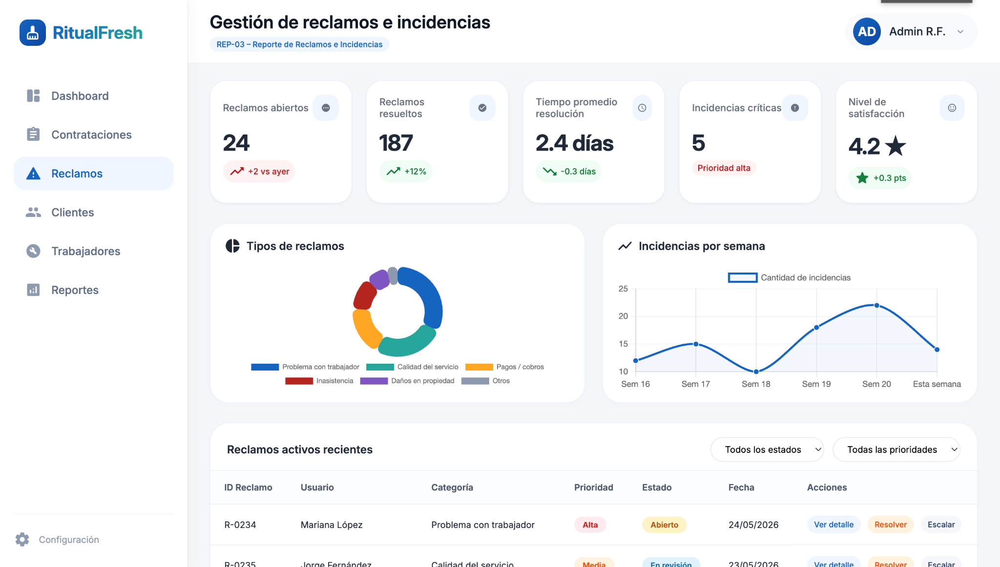 RitualFresh
Dashboard
Contrataciones
Reclamos
Clientes
Trabajadores
Reportes
Configuración
Gestión de reclamos e incidencias
REP-03 – Reporte de Reclamos e Incidencias
AD
Admin R.F.
Reclamos abiertos
24
+2 vs ayer
Reclamos
resueltos
187
+12%
Tiempo promedio
resolución
2.4 días
-0.3 días
Incidencias críticas
5
Prioridad alta
Nivel de
satisfacción
4.2 ★
+0.3 pts
Tipos de reclamos
Problema con trabajador Calidad del servicio Pagos / cobros
Inasistencia Daños en propiedad Otros
Incidencias por semana
Cantidad de incidencias
25
20
15
10
Sem 16 Sem 17 Sem 18 Sem 19 Sem 20 Esta semana
Reclamos activos recientes
Todos los estados
Todas las prioridades
ID Reclamo Usuario Categoría Prioridad Estado Fecha Acciones
R-0234 Mariana López Problema con trabajador Alta Abierto 24/05/2026 Ver detalle Resolver Escalar
R-0235 Jorge Fernández Calidad del servicio Media En revisión 23/05/2026 Ver detalle Resolver Escalar